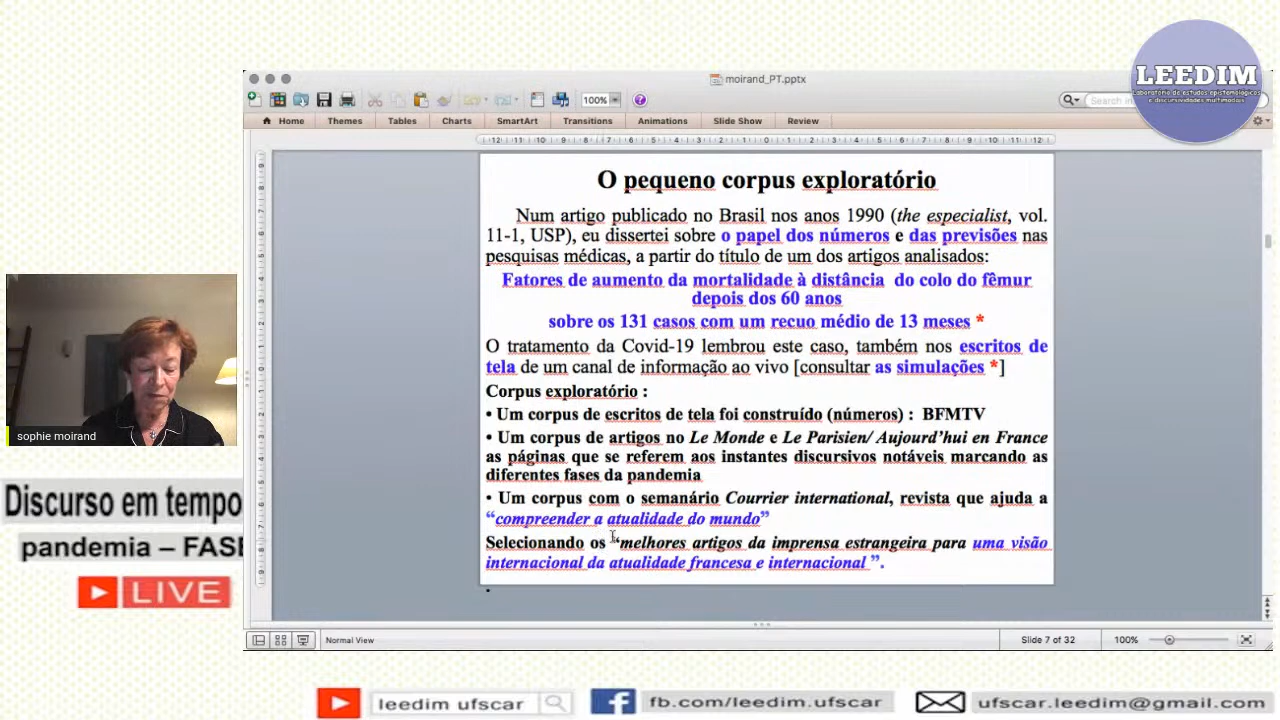 LEEDIM
Laboratório de estudos epistemológicos
e discursividades multimodais
moirand_PT.pptx
100%
Search in
Home Themes Tables Charts SmartArt Transitions Animations Slide Show Review
O pequeno corpus exploratório
Num artigo publicado no Brasil nos anos 1990 (the especialist, vol.
11-1, USP), eu dissertei sobre o papel dos números e das previsões nas
pesquisas médicas, a partir do título de um dos artigos analisados:
Fatores de aumento da mortalidade à distância do colo do fêmur
depois dos 60 anos
sobre os 131 casos com um recuo médio de 13 meses *
O tratamento da Covid-19 lembrou este caso, também nos escritos de
tela de um canal de informação ao vivo [consultar as simulações *]
Corpus exploratório :
• Um corpus de escritos de tela foi construído (números) : BFMTV
• Um corpus de artigos no Le Monde e Le Parisien/ Aujourd’hui en France
as páginas que se referem aos instantes discursivos notáveis marcando as
diferentes fases da pandemia
• Um corpus com o semanário Courrier international, revista que ajuda a
“compreender a atualidade do mundo”
Selecionando os “melhores artigos da imprensa estrangeira para uma visão
internacional da atualidade francesa e internacional ”.
sophie moirand
Discurso em tempo
pandemia – FASE
LIVE
Normal View
Slide 7 of 32
100%
leedim ufscar
fb.com/leedim.ufscar
ufscar.leedim@gmail.com